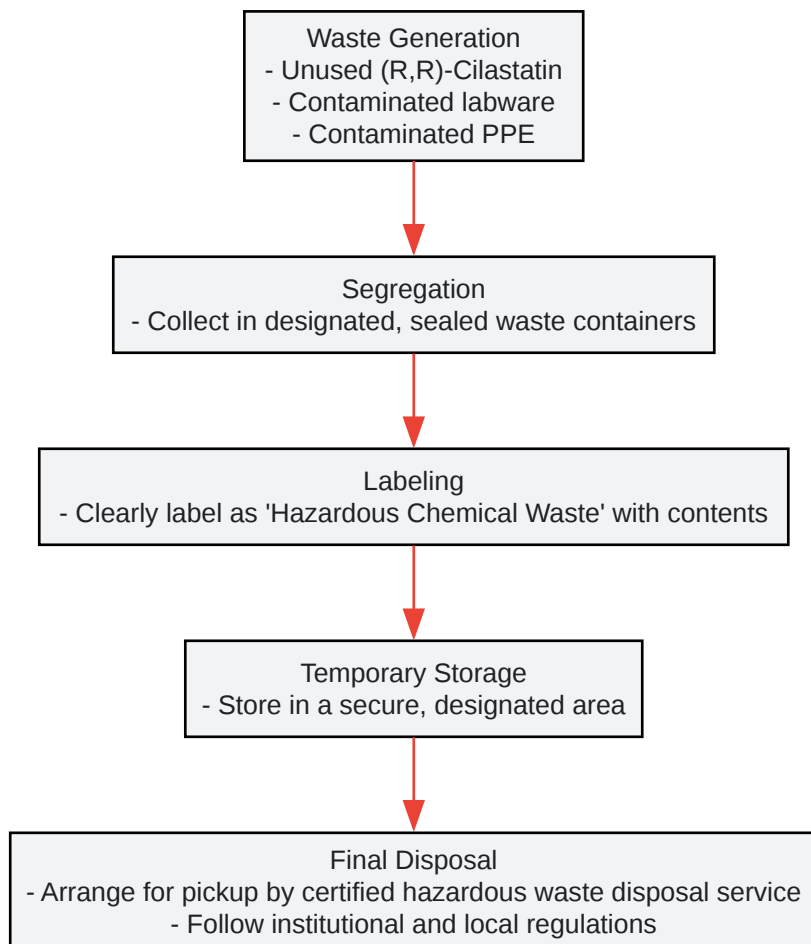 Waste Generation
- Unused (R,R)-Cilastatin
- Contaminated labware
- Contaminated PPE
Segregation
- Collect in designated, sealed waste containers
Labeling
- Clearly label as 'Hazardous Chemical Waste' with contents
Temporary Storage
- Store in a secure, designated area
Final Disposal
- Arrange for pickup by certified hazardous waste disposal service
- Follow institutional and local regulations